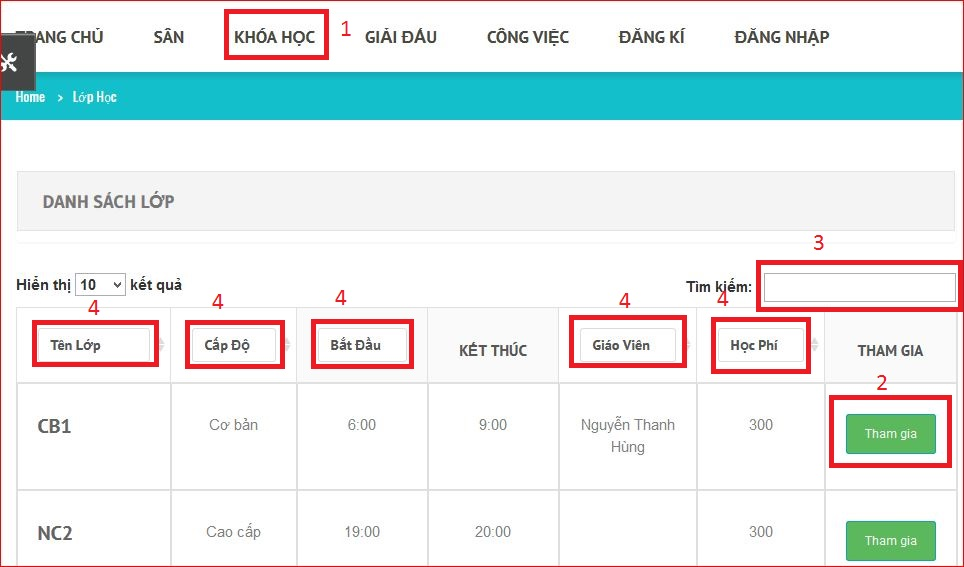 TRANG CHỦ SÂN KHÓA HỌC 1 GIẢI ĐẤU CÔNG VIỆC ĐĂNG KÍ ĐĂNG NHẬP
Home > Lớp Học
DANH SÁCH LỚP
3
Hiển thị 10 kết quả Tìm kiếm:
4 4 4 4 4
Tên Lớp Cấp Độ Bắt Đầu KẾT THÚC Giáo Viên Học Phí THAM GIA
2
CB1 Cơ bản 6:00 9:00 Nguyễn Thanh 300 Tham gia
Hùng
NC2 Cao cấp 19:00 20:00 300 Tham gia